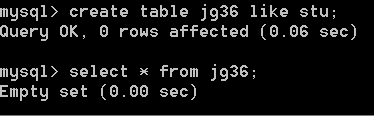 mysql> create table jg36 like stu;
Query OK, 0 rows affected (0.06 sec)
mysql> select * from jg36;
Empty set (0.00 sec)